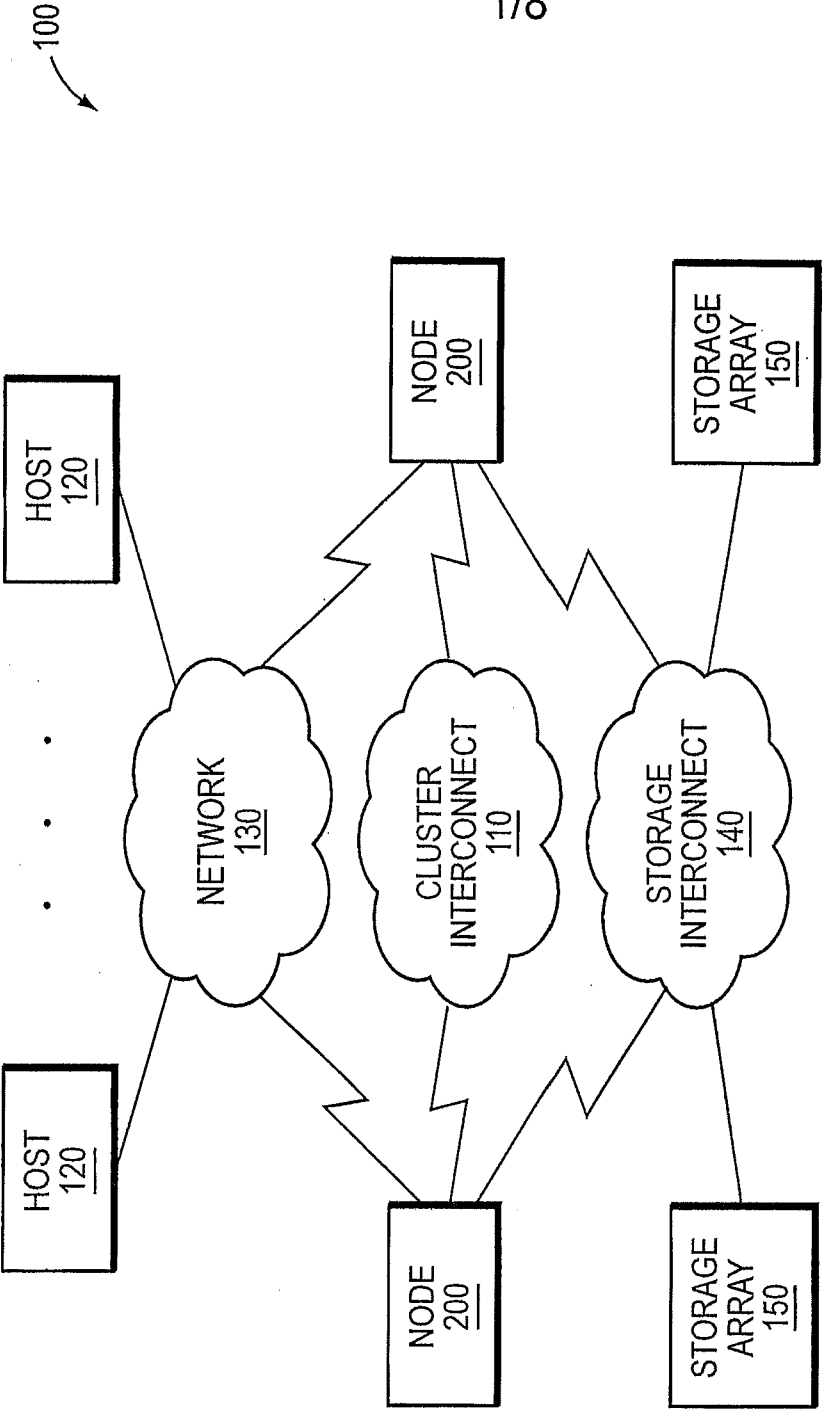 1/8
100
HOST
120
HOST
120
NETWORK
130
NODE
200
CLUSTER
INTERCONNECT
110
NODE
200
STORAGE
ARRAY
150
STORAGE
INTERCONNECT
140
STORAGE
ARRAY
150